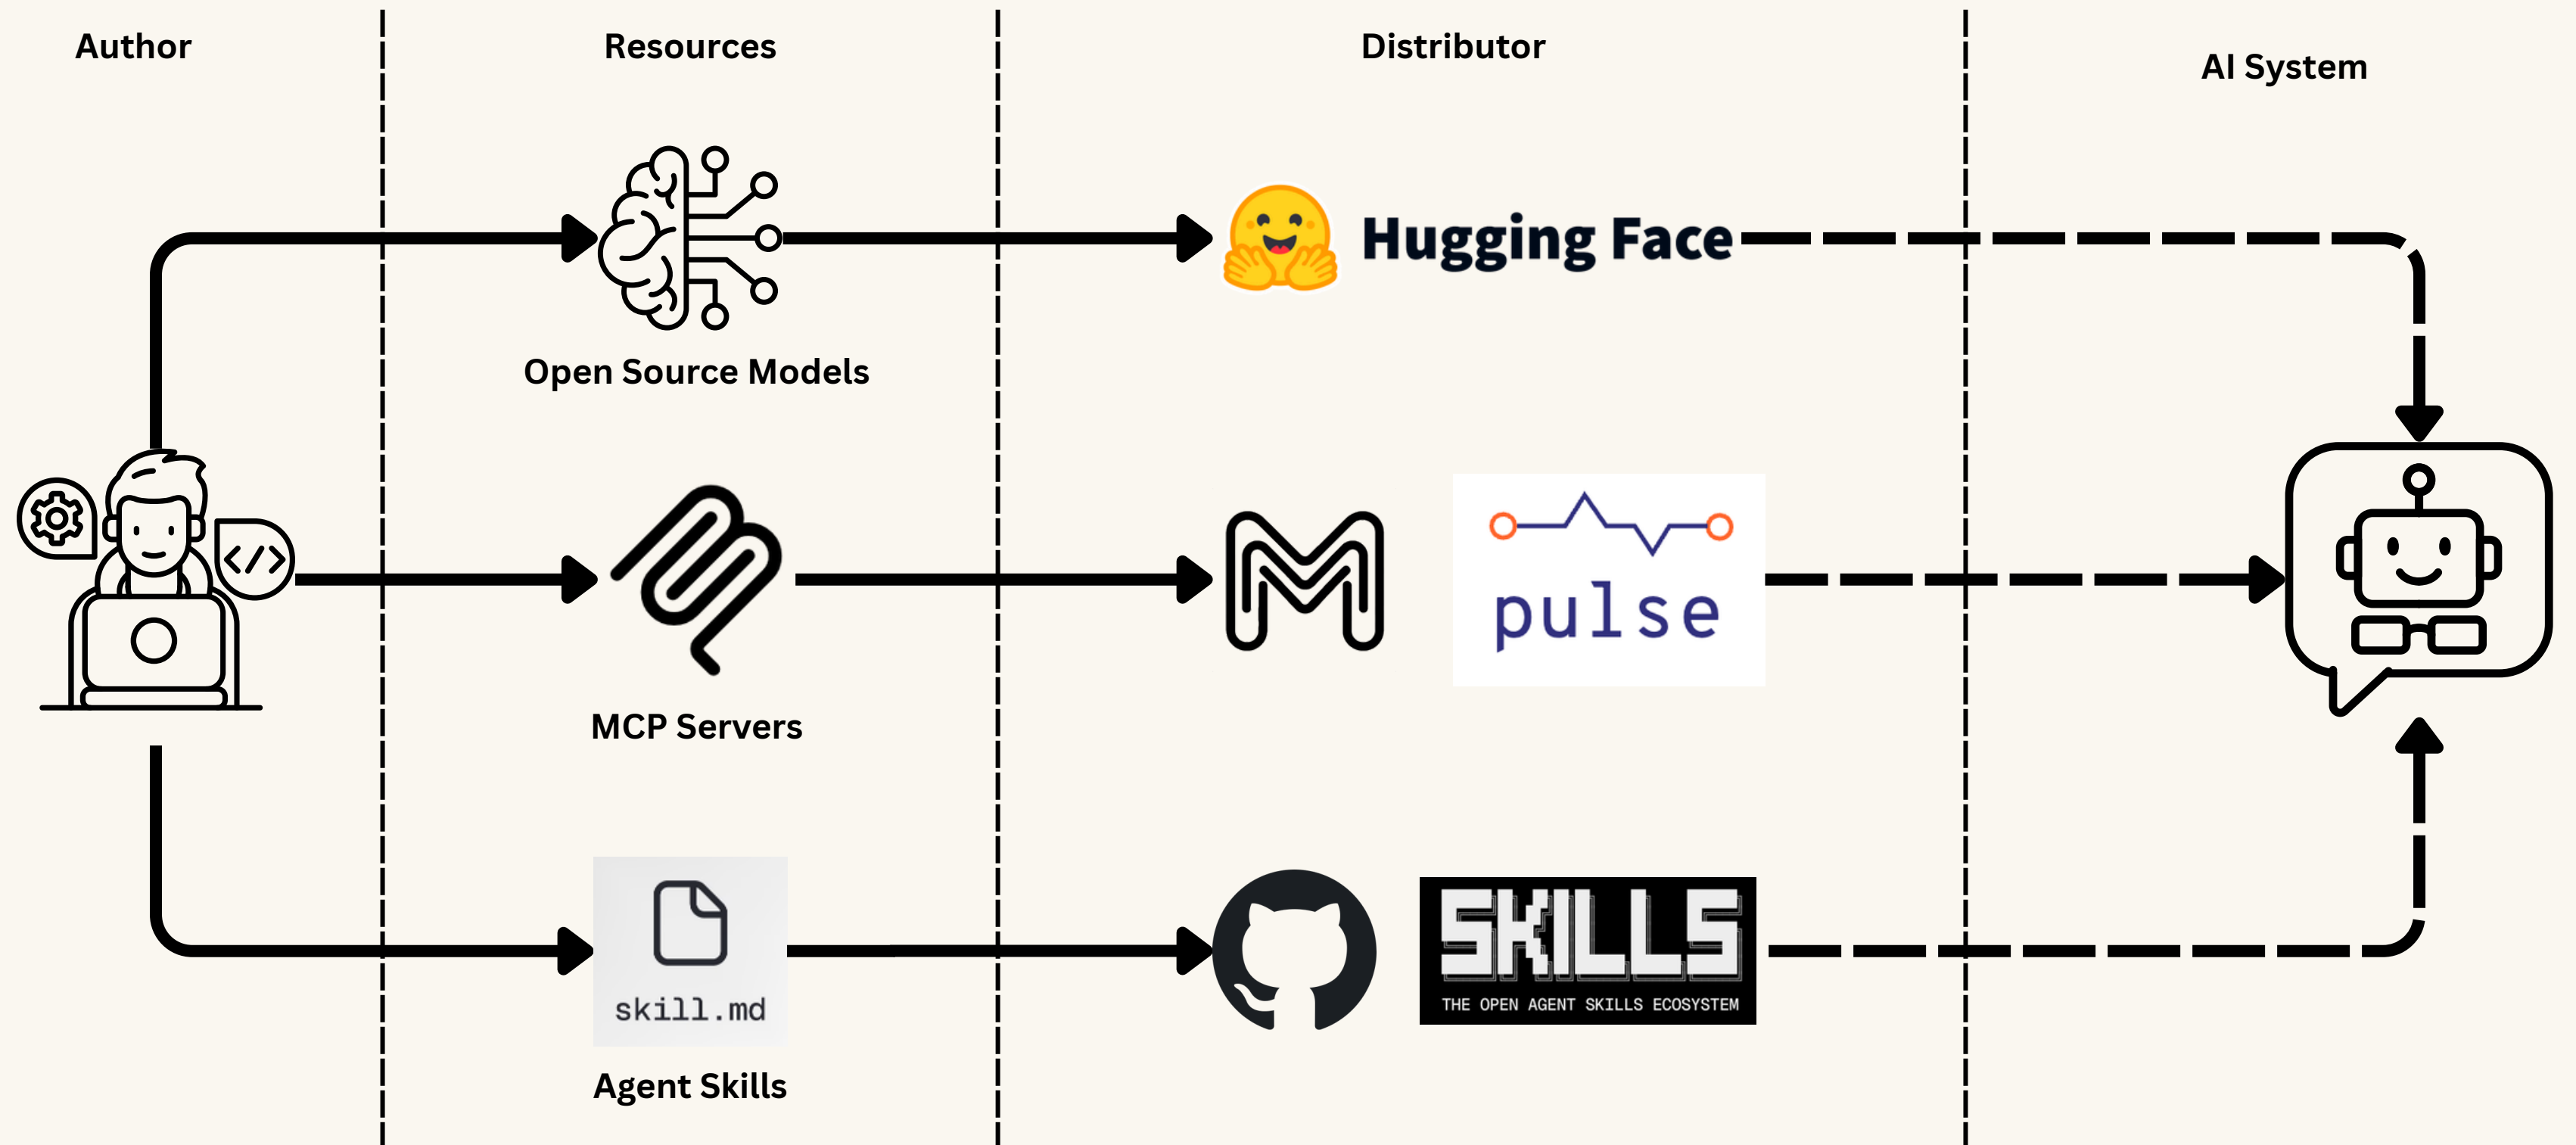 Author
Resources
Distributor
AI System
Hugging Face
Open Source Models
pulse
</>
MCP Servers
SKILLS
THE OPEN AGENT SKILLS ECOSYSTEM
skill.md
Agent Skills